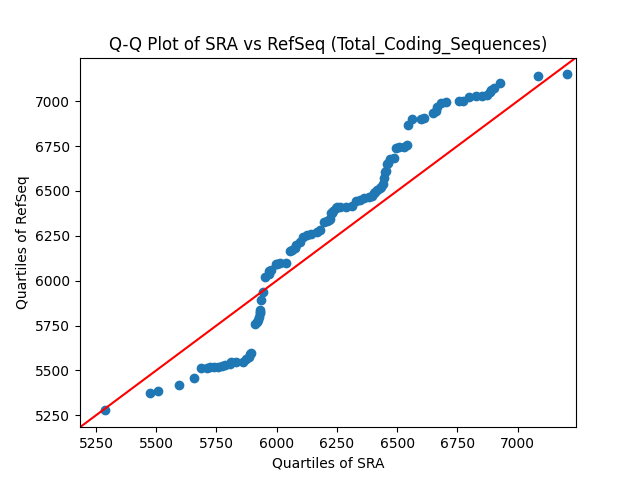 Q-Q Plot of SRA vs RefSeq (Total_Coding_Sequences)
Quartiles of RefSeq
7000
6750
6500
6250
6000
5750
5500
5250
5250 5500 5750 6000 6250 6500 6750 7000
Quartiles of SRA